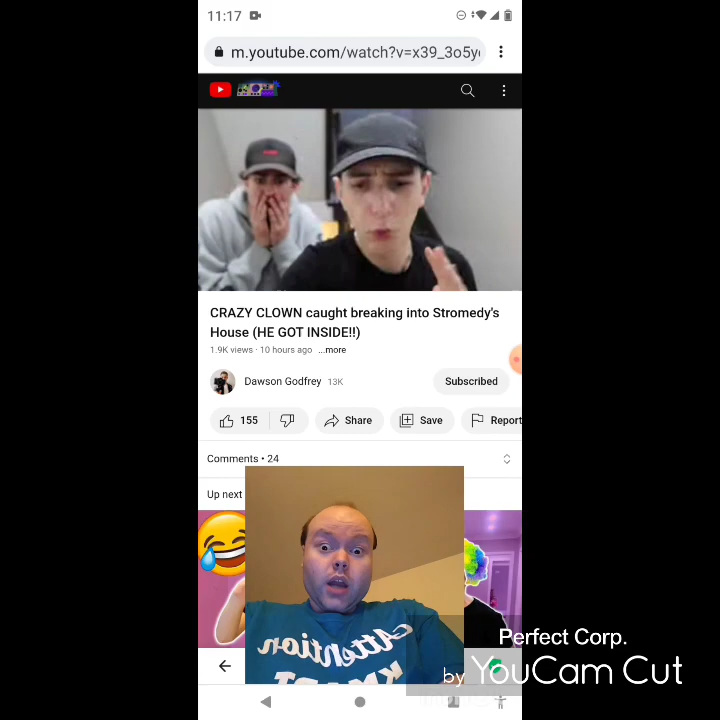 11:17
m.youtube.com/watch?v=x39_3o5y
CRAZY CLOWN caught breaking into Stromedy's
House (HE GOT INSIDE!!)
1.9K views · 10 hours ago ...more
Dawson Godfrey 13K
Subscribed
155
Share
Save
Report
Comments • 24
Up next
Attention
KMART
Perfect Corp.
by YouCam Cut